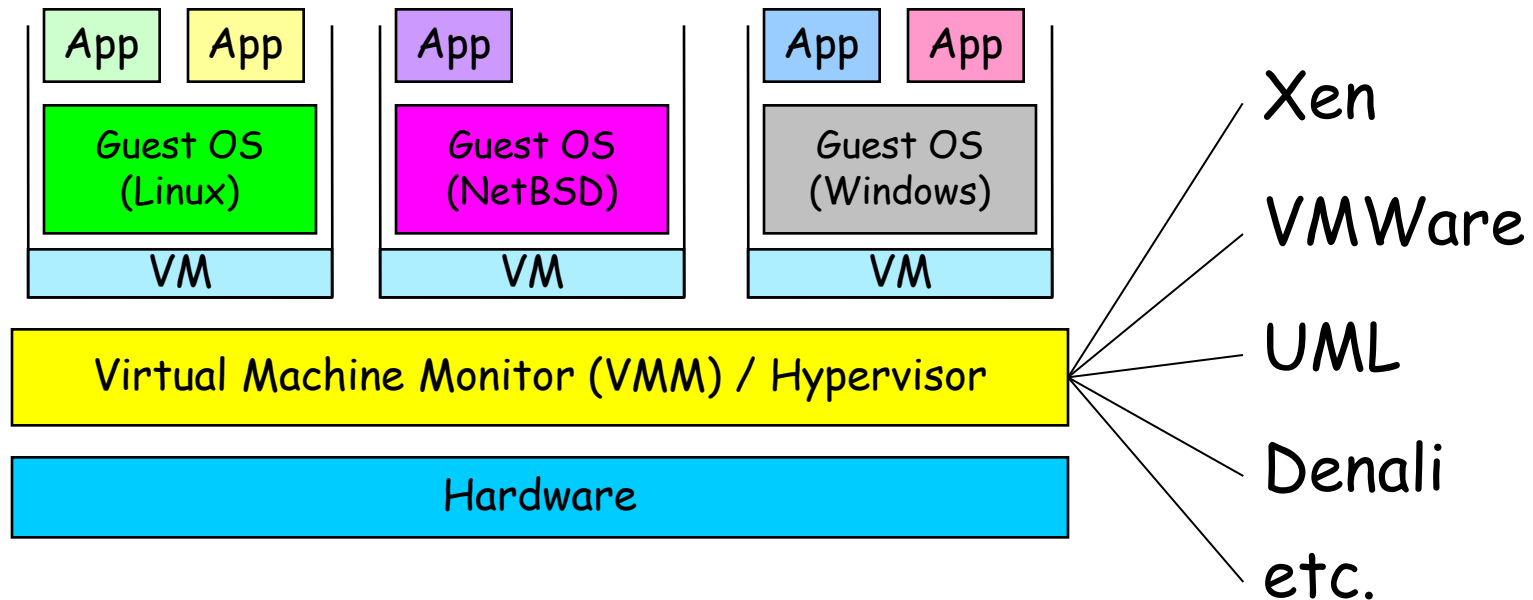 App App App App App
Guest OS
(Linux)
Guest OS
(NetBSD)
Guest OS
(Windows)
VM VM VM
Virtual Machine Monitor (VMM) / Hypervisor
Hardware
Xen
VMWare
UML
Denali
etc.